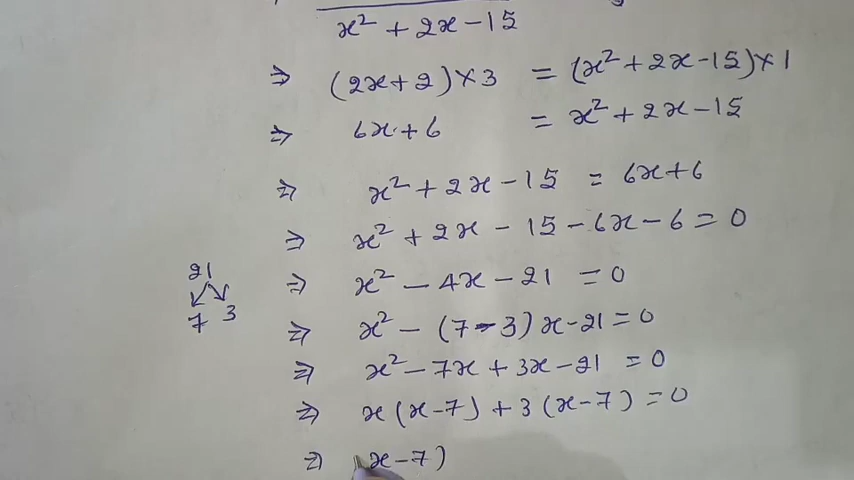 x² + 2x - 15
⇒ (2x+2)×3 = (x²+2x-15)×1
⇒ 6x+6 = x²+2x-15
⇒ x²+2x-15 = 6x+6
⇒ x²+2x-15-6x-6=0
21
⇒ x²-4x-21=0
7 3
⇒ x²-(7-3)x-21=0
⇒ x²-7x+3x-21=0
⇒ x(x-7)+3(x-7)=0
⇒ x-7)